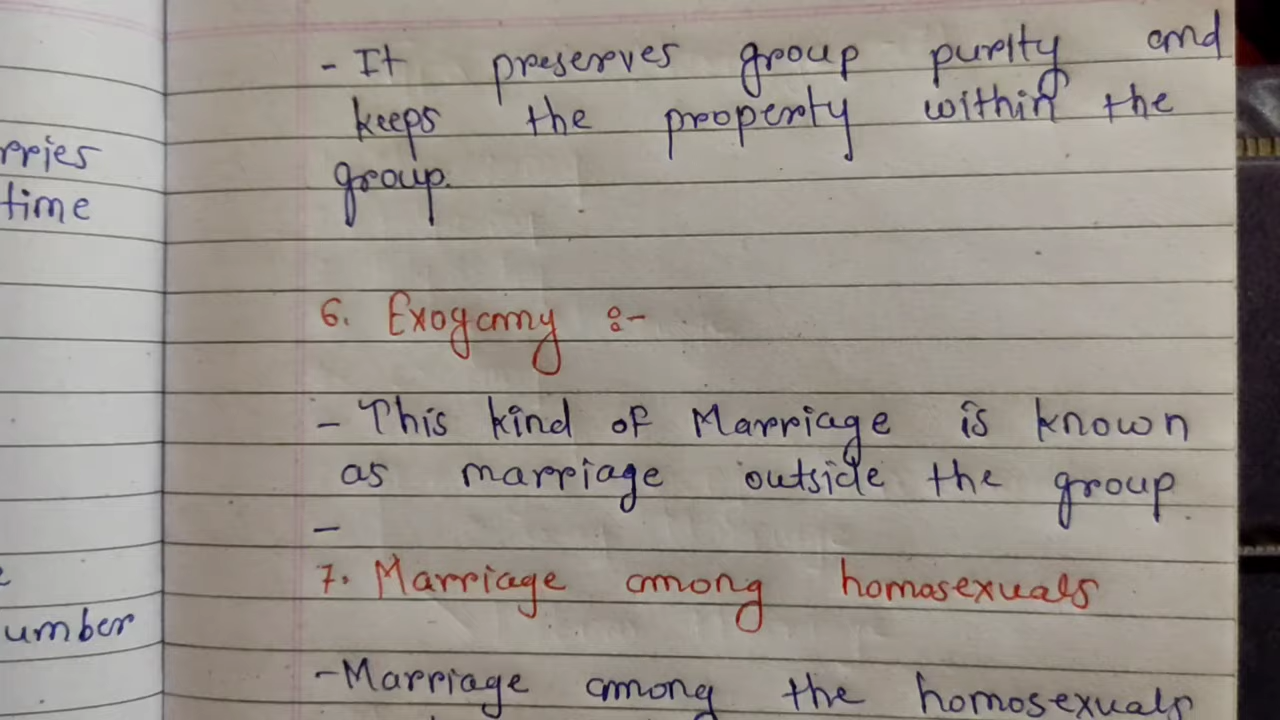 rries
time
umber
- It preserves group purity and
keeps the property within the
group.
6. Exogamy :-
- This kind of Marriage is known
as marriage outside the group.
-
7. Marriage among homosexuals
- Marriage among the homosexuals